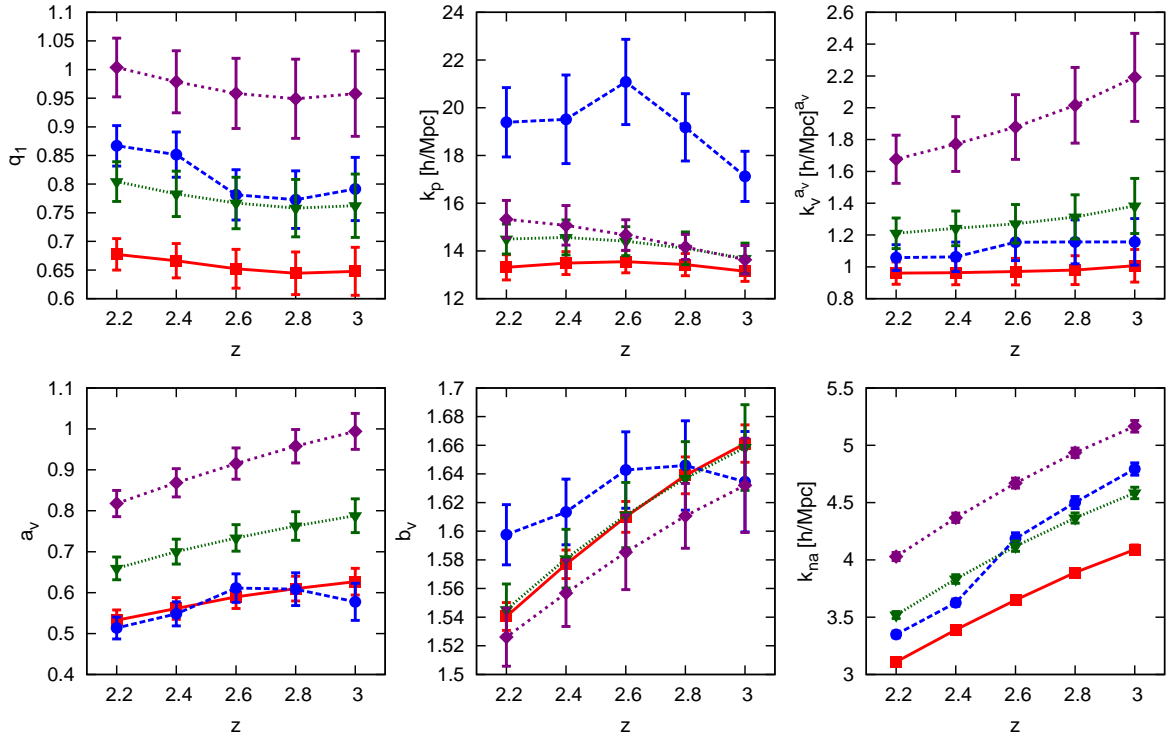 1.1
1.05
1
0.95
0.9
0.85
0.8
0.75
0.7
0.65
0.6
q1
2.2 2.4 2.6 2.8 3
z
24
22
20
18
16
14
12
kp [h/Mpc]
2.2 2.4 2.6 2.8 3
z
2.6
2.4
2.2
2
1.8
1.6
1.4
1.2
1
0.8
kv^av [h/Mpc]^av
2.2 2.4 2.6 2.8 3
z
1.1
1
0.9
0.8
0.7
0.6
0.5
0.4
av
2.2 2.4 2.6 2.8 3
z
1.7
1.68
1.66
1.64
1.62
1.6
1.58
1.56
1.54
1.52
1.5
bv
2.2 2.4 2.6 2.8 3
z
5.5
5
4.5
4
3.5
3
kna [h/Mpc]
2.2 2.4 2.6 2.8 3
z